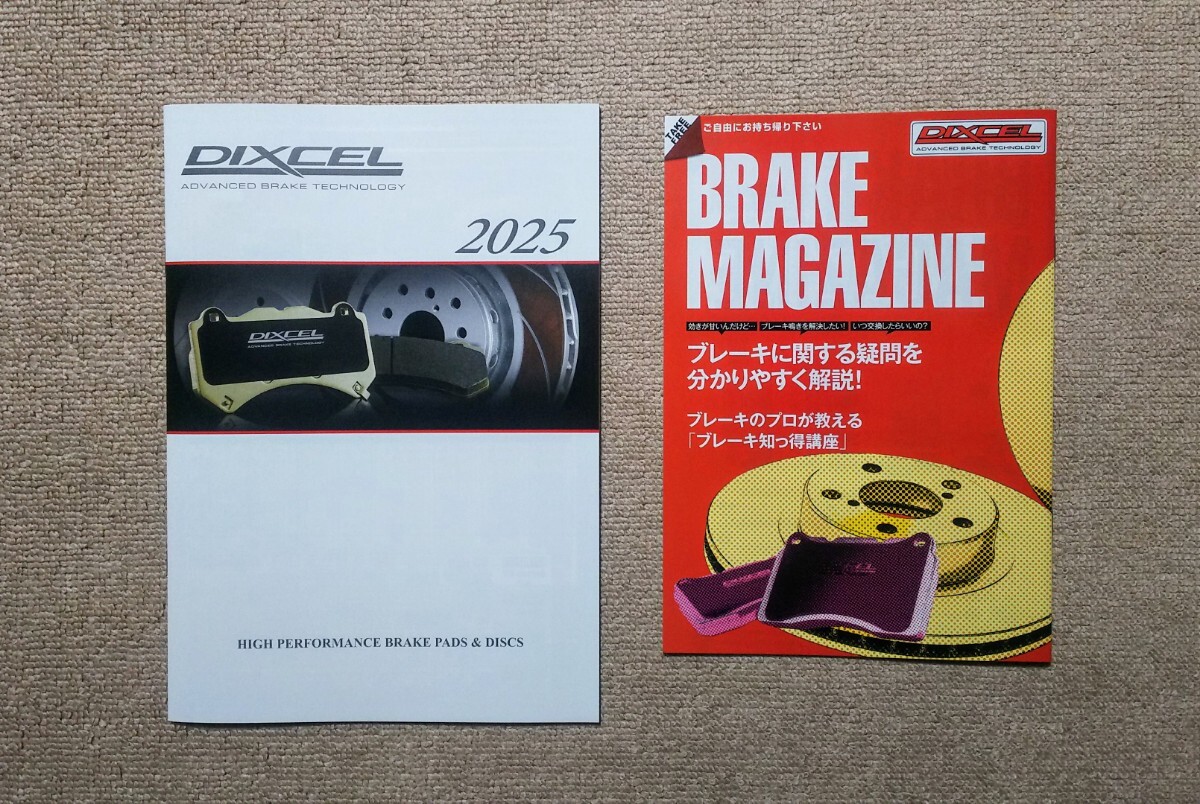 DIXCEL
ADVANCED BRAKE TECHNOLOGY
2025
DIXCEL
ADVANCED BRAKE TECHNOLOGY
HIGH PERFORMANCE BRAKE PADS & DISCS
TAKE
FREE
ご自由にお持ち帰り下さい
DIXCEL
ADVANCED BRAKE TECHNOLOGY
BRAKE
MAGAZINE
効きが甘いんだけど… ブレーキ鳴きを解決したい! いつ交換したらいいの?
ブレーキに関する疑問を
分かりやすく解説!
ブレーキのプロが教える
「ブレーキ知っ得講座」
DIXCEL